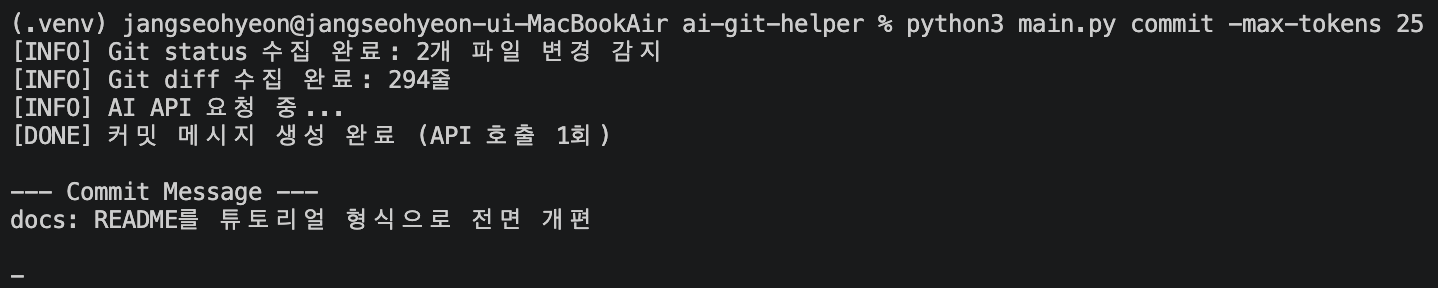 (.venv) jangseohyeon@jangseohyeon-ui-MacBookAir ai-git-helper % python3 main.py commit -max-tokens 25
[INFO] Git status 수집 완료: 2개 파일 변경 감지
[INFO] Git diff 수집 완료: 294줄
[INFO] AI API 요청 중...
[DONE] 커밋 메시지 생성 완료 (API 호출 1회)
--- Commit Message ---
docs: README를 튜토리얼 형식으로 전면 개편
-